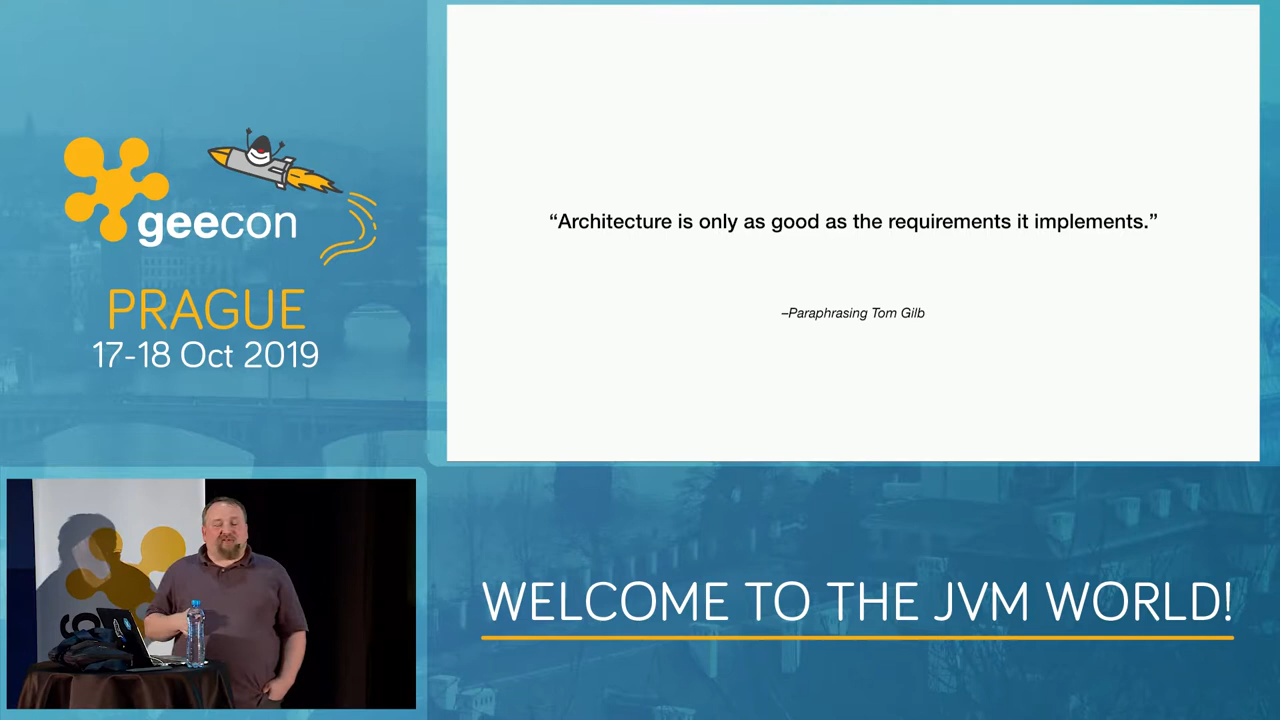 geecon
PRAGUE
17-18 Oct 2019
“Architecture is only as good as the requirements it implements.”
–Paraphrasing Tom Gilb
WELCOME TO THE JVM WORLD!